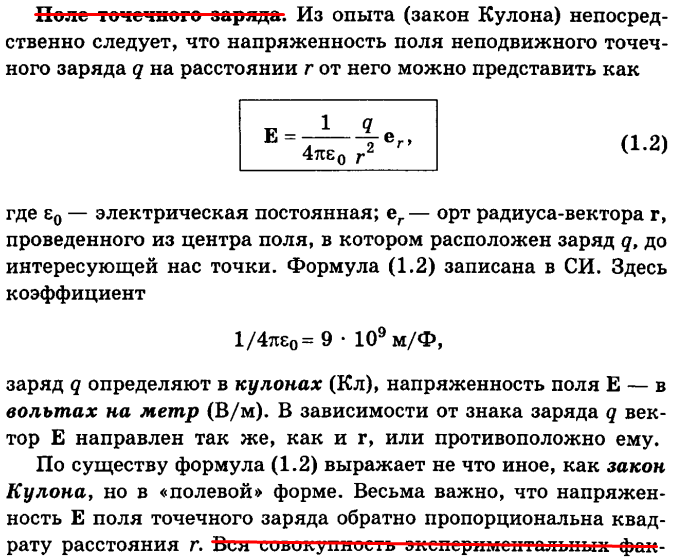 Поле точечного заряда. Из опыта (закон Кулона) непосред-
ственно следует, что напряженность поля неподвижного точеч-
ного заряда q на расстоянии r от него можно представить как
E = 1/4πε₀ q/r² eᵣ, (1.2)
где ε₀ — электрическая постоянная; eᵣ — орт радиуса-вектора r,
проведенного из центра поля, в котором расположен заряд q, до
интересующей нас точки. Формула (1.2) записана в СИ. Здесь
коэффициент
1/4πε₀ = 9 · 10⁹ м/Ф,
заряд q определяют в кулонах (Кл), напряженность поля E — в
вольтах на метр (В/м). В зависимости от знака заряда q век-
тор E направлен так же, как и r, или противоположно ему.
По существу формула (1.2) выражает не что иное, как закон
Кулона, но в «полевой» форме. Весьма важно, что напряжен-
ность E поля точечного заряда обратно пропорциональна квад-
рату расстояния r. Вся совокупность экспериментальных фак-